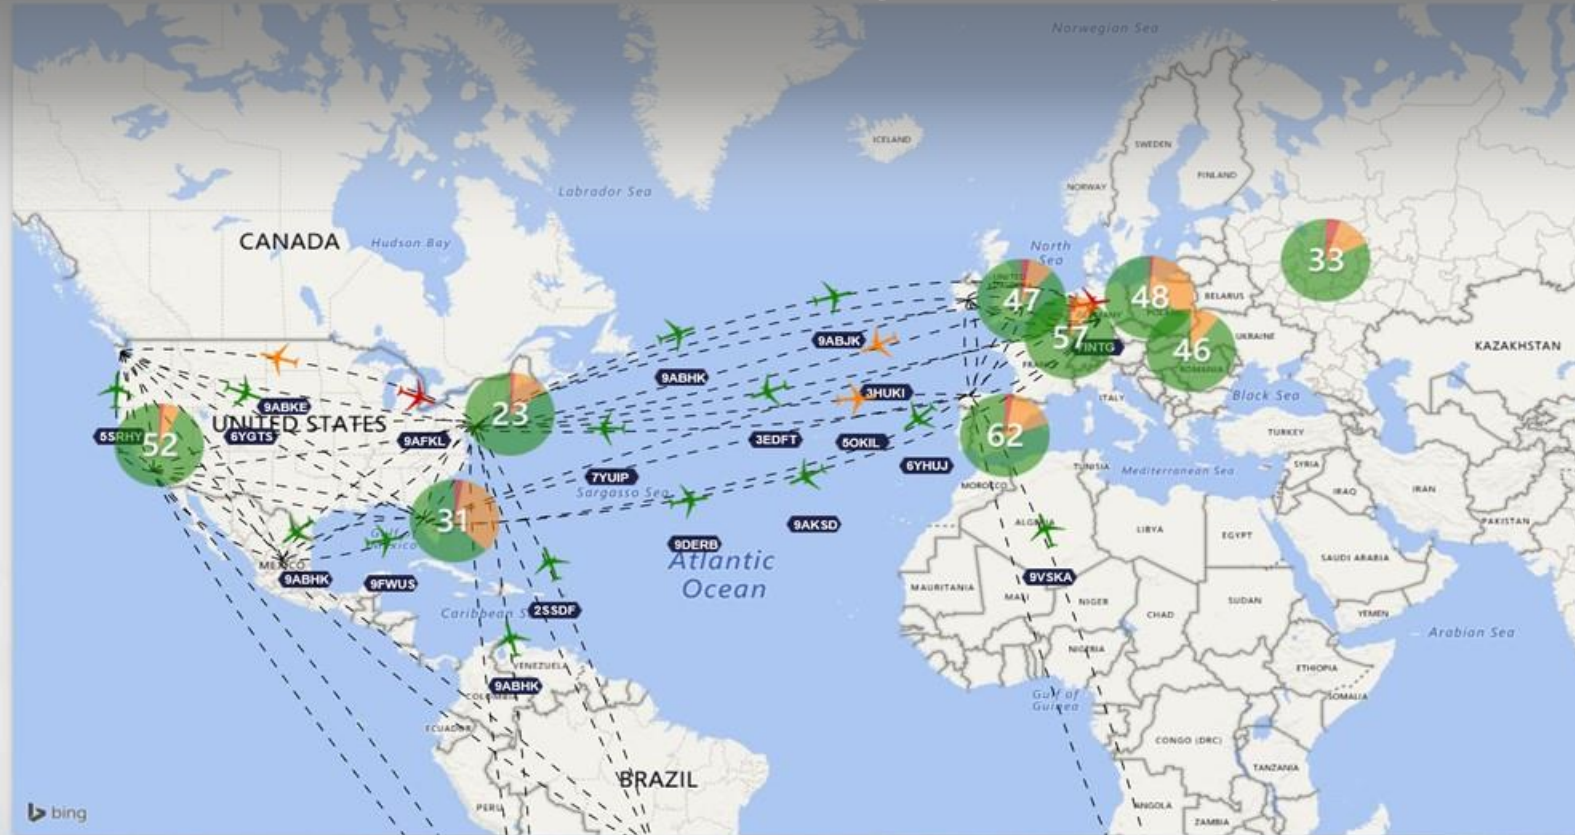 Norwegian Sea
ICELAND
SWEDEN
FINLAND
NORWAY
Labrador Sea
CANADA
Hudson Bay
North
Sea
33
UNITED
47
48
BELARUS
57
46
UKRAINE
ROMANIA
KAZAKHSTAN
9ABJK
9ABHK
3HUKI
ITALY
Black Sea
9ABKE
UNITED STATES
5SRHY
52
6YGTS
9AFKL
23
3EDFT
5OKIL
62
TURKEY
6YHUJ
TUNISIA
Mediterranean Sea
SYRIA
7YUIP
Sargasso Sea
MOROCCO
IRAQ
IRAN
31
9AKSD
ALGERIA
LIBYA
EGYPT
PAKISTAN
9DERB
SAUDI ARABIA
Atlantic
Ocean
MEXICO
9ABHK
9FWUS
9VSKA
MAURITANIA
MALI
NIGER
CHAD
SUDAN
YEMEN
2SSDF
Caribbean S
Arabian Sea
NIGERIA
VENEZUELA
9ABHK
ETHIOPIA
SOMALIA
Gulf of
Guinea
ECUADOR
CONGO (DRC)
TANZANIA
BRAZIL
PERU
ANGOLA
ZAMBIA
bing